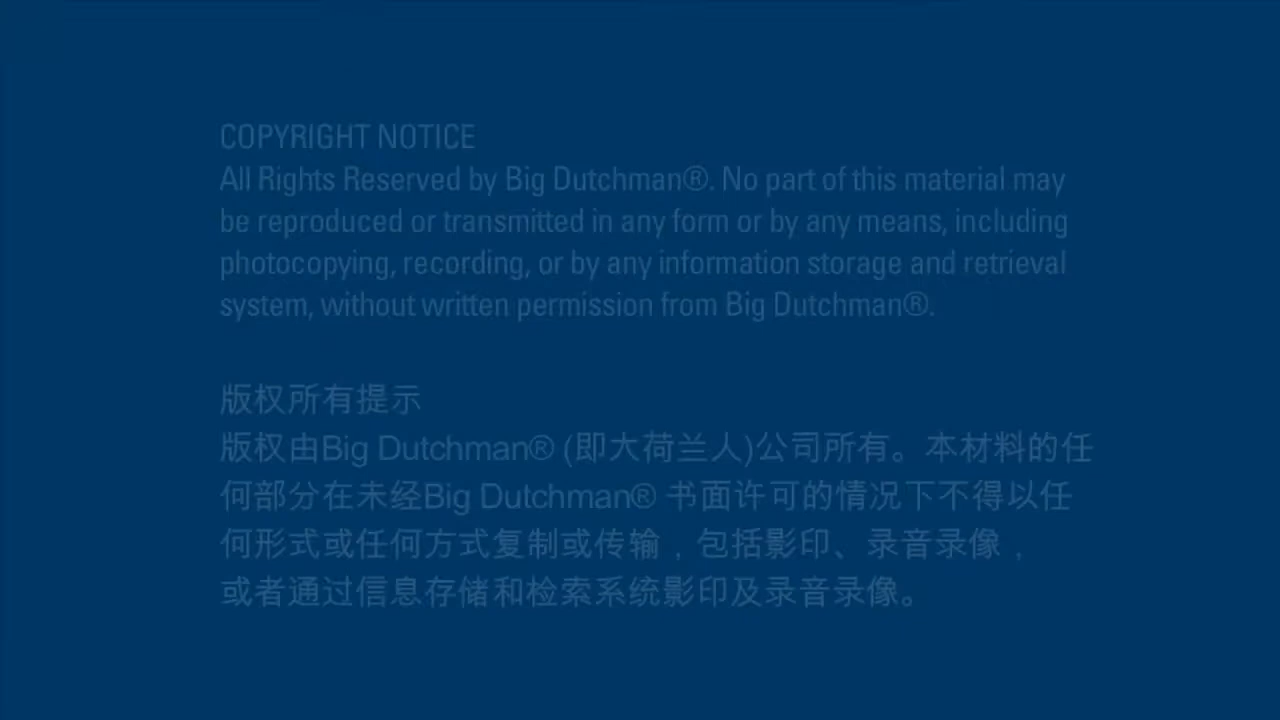 COPYRIGHT NOTICE
All Rights Reserved by Big Dutchman®. No part of this material may
be reproduced or transmitted in any form or by any means, including
photocopying, recording, or by any information storage and retrieval
system, without written permission from Big Dutchman®.
版权所有提示
版权由Big Dutchman® (即大荷兰人)公司所有。本材料的任
何部分在未经Big Dutchman® 书面许可的情况下不得以任
何形式或任何方式复制或传输，包括影印、录音录像，
或者通过信息存储和检索系统影印及录音录像。